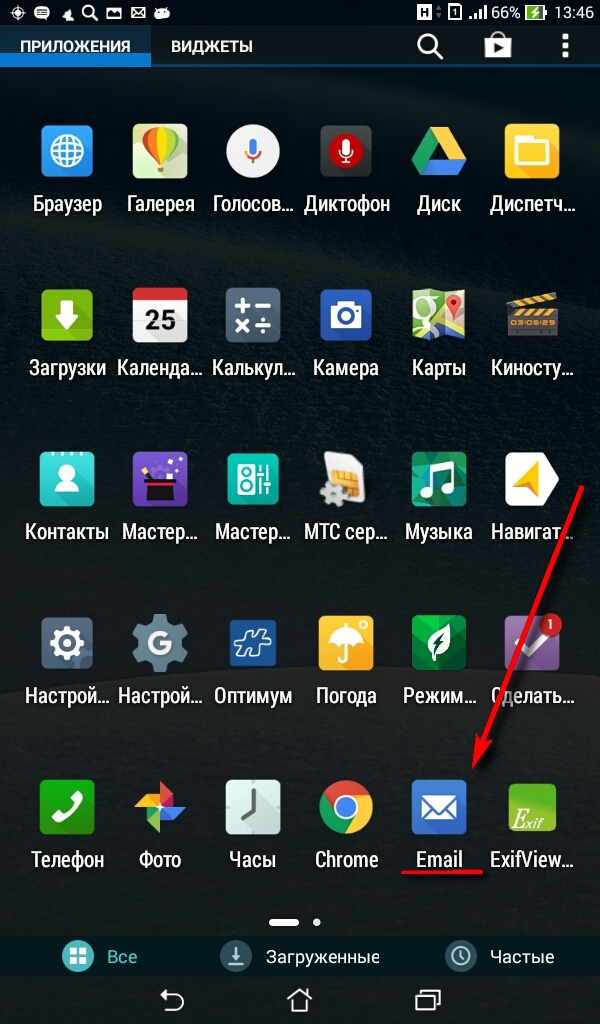 H 1 66% 13:46
ПРИЛОЖЕНИЯ ВИДЖЕТЫ
Браузер Галерея Голосов... Диктофон Диск Диспетч...
25
03:06:29
Загрузки Календа... Калькул... Камера Карты Киносту...
Контакты Мастер... Мастер... МТС сер... Музыка Навигат...
G 1
Настрой... Настрой... Оптимум Погода Режим... Сделать...
Exif
Телефон Фото Часы Chrome Email ExifView...
Все Загруженные Частые